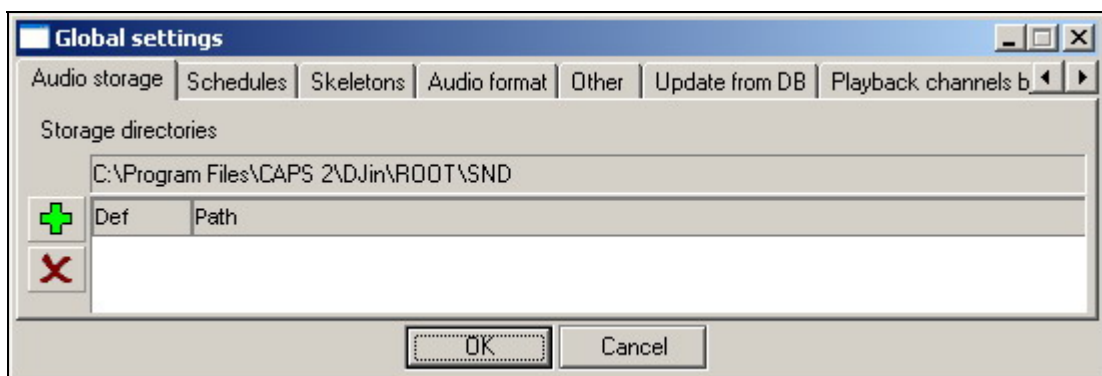 Global settings
Audio storage Schedules Skeletons Audio format Other Update from DB Playback channels b
Storage directories
C:\Program Files\CAPS 2\DJin\ROOT\SND
Def Path
OK Cancel